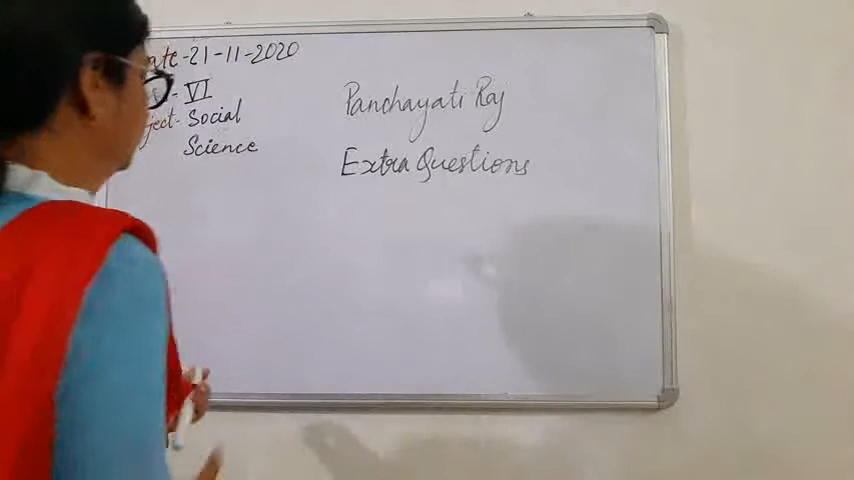 ate-21-11-2020
- VI
ject- Social
Science
Panchayati Raj
Extra Questions